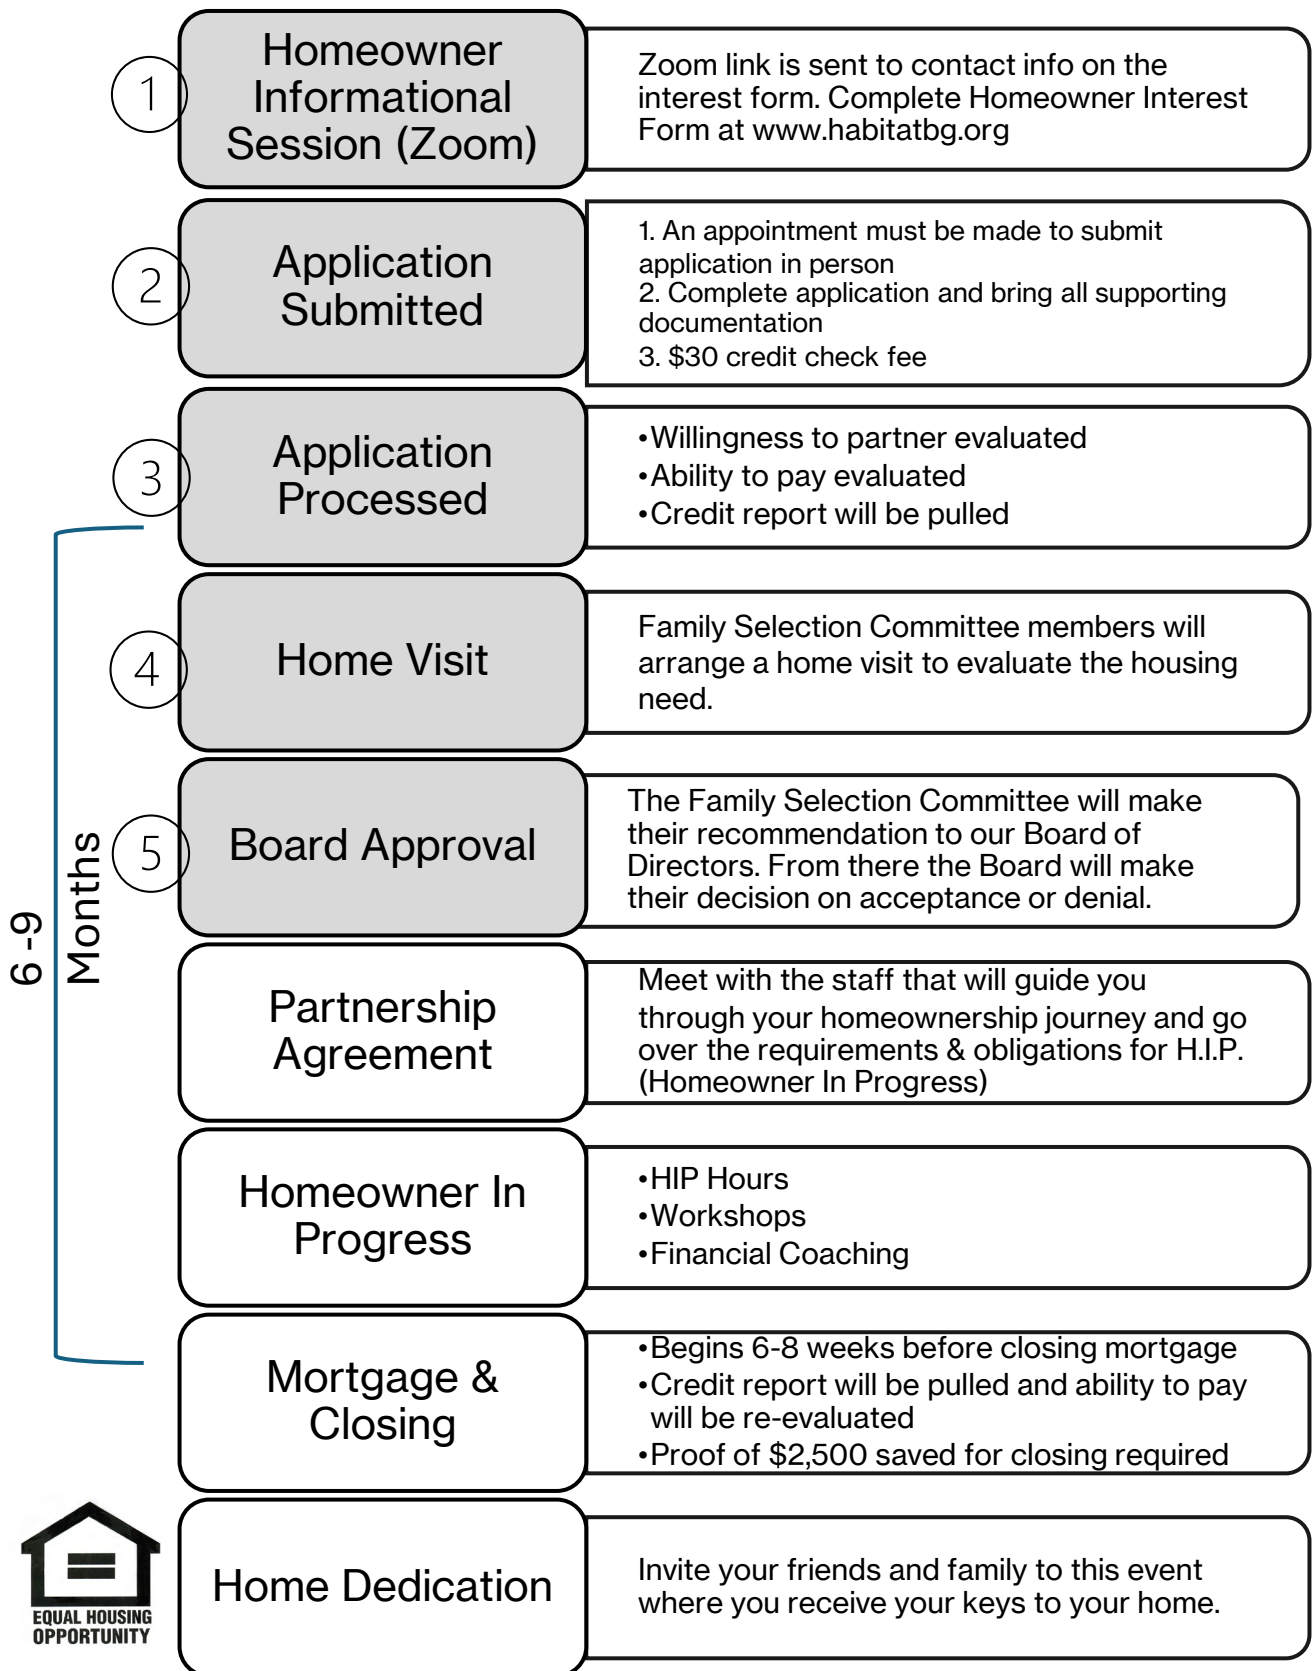 1
Homeowner
Informational
Session (Zoom)
Zoom link is sent to contact info on the
interest form. Complete Homeowner Interest
Form at www.habitatbg.org
2
Application
Submitted
1. An appointment must be made to submit
application in person
2. Complete application and bring all supporting
documentation
3. $30 credit check fee
3
Application
Processed
•Willingness to partner evaluated
•Ability to pay evaluated
•Credit report will be pulled
4
Home Visit
Family Selection Committee members will
arrange a home visit to evaluate the housing
need.
6 -9
Months
5
Board Approval
The Family Selection Committee will make
their recommendation to our Board of
Directors. From there the Board will make
their decision on acceptance or denial.
Partnership
Agreement
Meet with the staff that will guide you
through your homeownership journey and go
over the requirements & obligations for H.I.P.
(Homeowner In Progress)
Homeowner In
Progress
•HIP Hours
•Workshops
•Financial Coaching
Mortgage &
Closing
•Begins 6-8 weeks before closing mortgage
•Credit report will be pulled and ability to pay
will be re-evaluated
•Proof of $2,500 saved for closing required
EQUAL HOUSING
OPPORTUNITY
Home Dedication
Invite your friends and family to this event
where you receive your keys to your home.